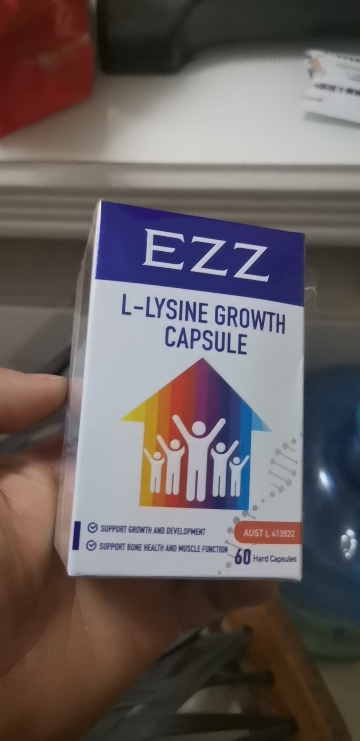 EZZ
L-LYSINE GROWTH
CAPSULE
SUPPORT GROWTH AND DEVELOPMENT
AUST L 413522
SUPPORT BONE HEALTH AND MUSCLE FUNCTION
60 Hard Capsules